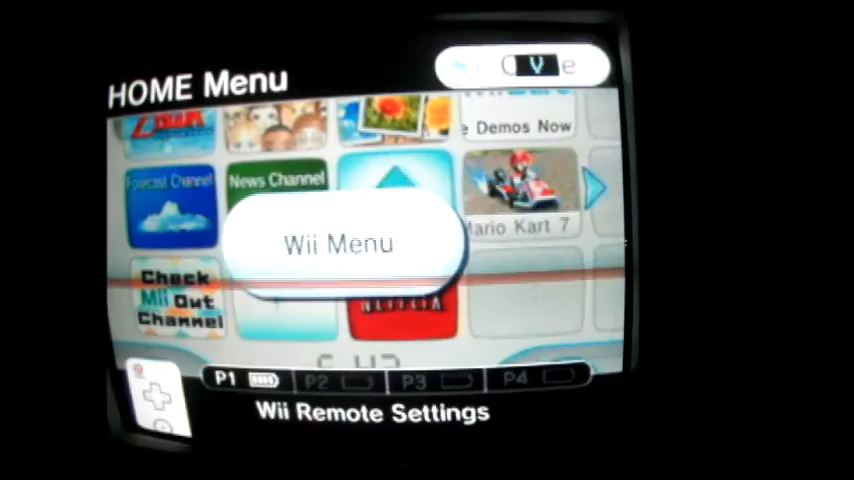 HOME Menu
Demos Now
Forecast Channel
News Channel
Mario Kart 7
Wii Menu
Check
Mii Out
Channel
NETFLIX
P1 P2 P3 P4
Wii Remote Settings